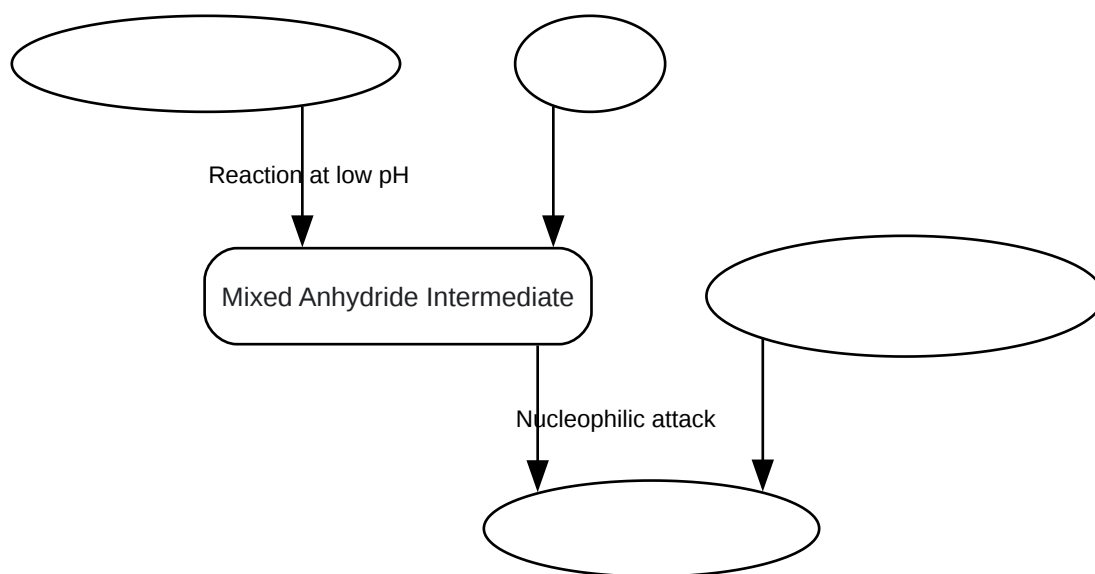 Reaction at low pH
Mixed Anhydride Intermediate
Nucleophilic attack